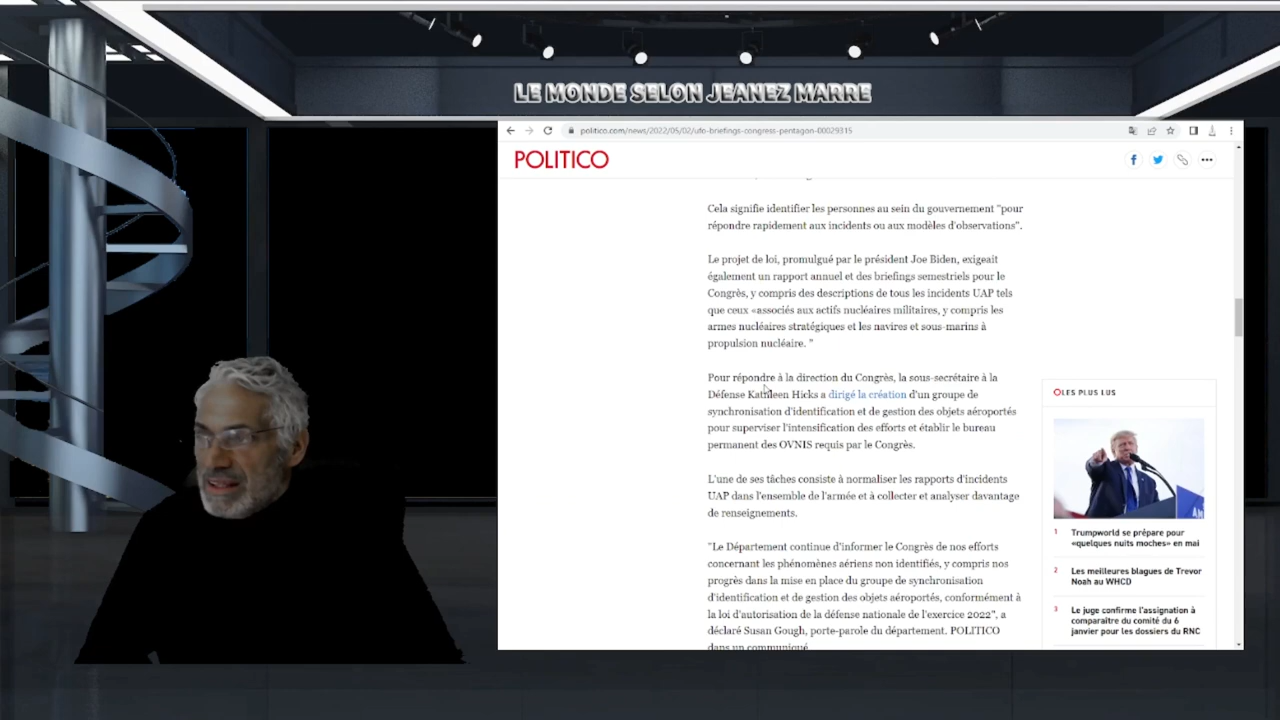 LE MONDE SELON JEANEZ MARRE
politico.com/news/2022/05/02/ufo-briefings-congress-pentagon-00029315
POLITICO
Cela signifie identifier les personnes au sein du gouvernement "pour
répondre rapidement aux incidents ou aux modèles d'observations".
Le projet de loi, promulgué par le président Joe Biden, exigeait
également un rapport annuel et des briefings semestriels pour le
Congrès, y compris des descriptions de tous les incidents UAP tels
que ceux «associés aux actifs nucléaires militaires, y compris les
armes nucléaires stratégiques et les navires et sous-marins à
propulsion nucléaire. "
Pour répondre à la direction du Congrès, la sous-secrétaire à la
Défense Kathleen Hicks a dirigé la création d'un groupe de
synchronisation d'identification et de gestion des objets aéroportés
pour superviser l'intensification des efforts et établir le bureau
permanent des OVNIS requis par le Congrès.
L'une de ses tâches consiste à normaliser les rapports d'incidents
UAP dans l'ensemble de l'armée et à collecter et analyser davantage
de renseignements.
"Le Département continue d'informer le Congrès de nos efforts
concernant les phénomènes aériens non identifiés, y compris nos
progrès dans la mise en place du groupe de synchronisation
d'identification et de gestion des objets aéroportés, conformément à
la loi d'autorisation de la défense nationale de l'exercice 2022", a
déclaré Susan Gough, porte-parole du département. POLITICO
dans un communiqué.
LES PLUS LUS
1 Trumpworld se prépare pour
«quelques nuits moches» en mai
2 Les meilleures blagues de Trevor
Noah au WHCD
3 Le juge confirme l'assignation à
comparaître du comité du 6
janvier pour les dossiers du RNC